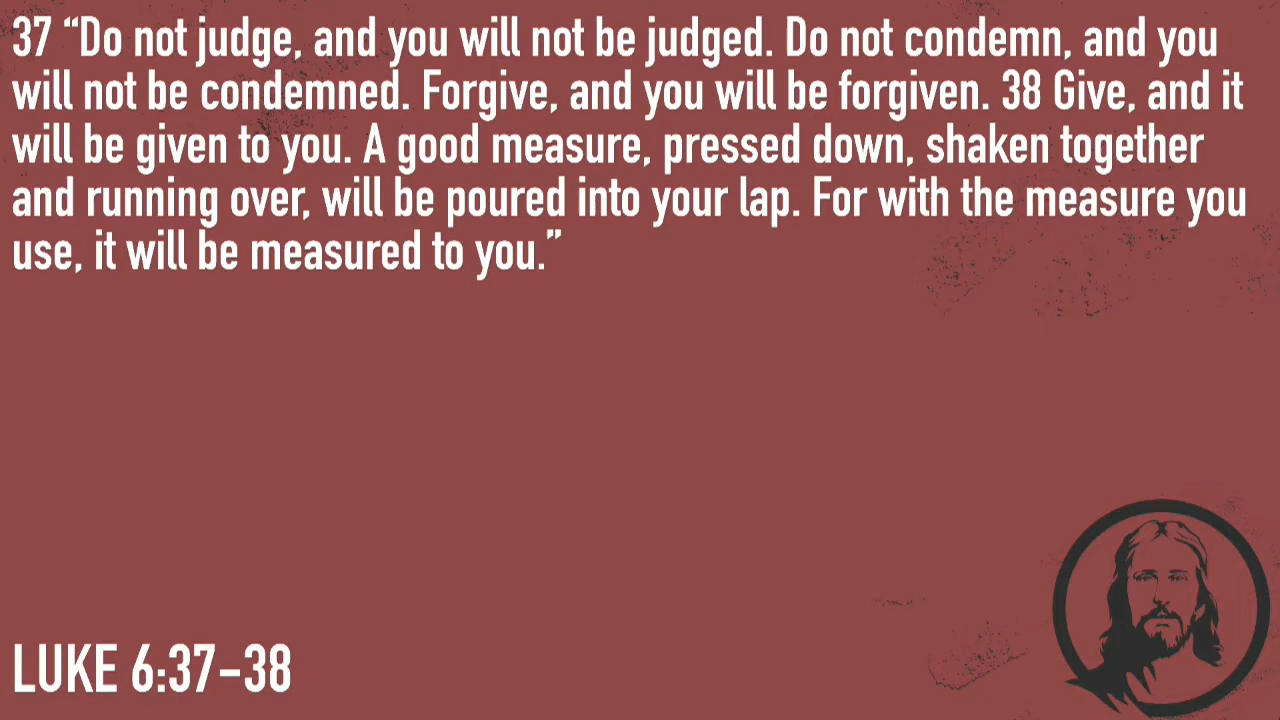 37 “Do not judge, and you will not be judged. Do not condemn, and you
will not be condemned. Forgive, and you will be forgiven. 38 Give, and it
will be given to you. A good measure, pressed down, shaken together
and running over, will be poured into your lap. For with the measure you
use, it will be measured to you.”
LUKE 6:37–38